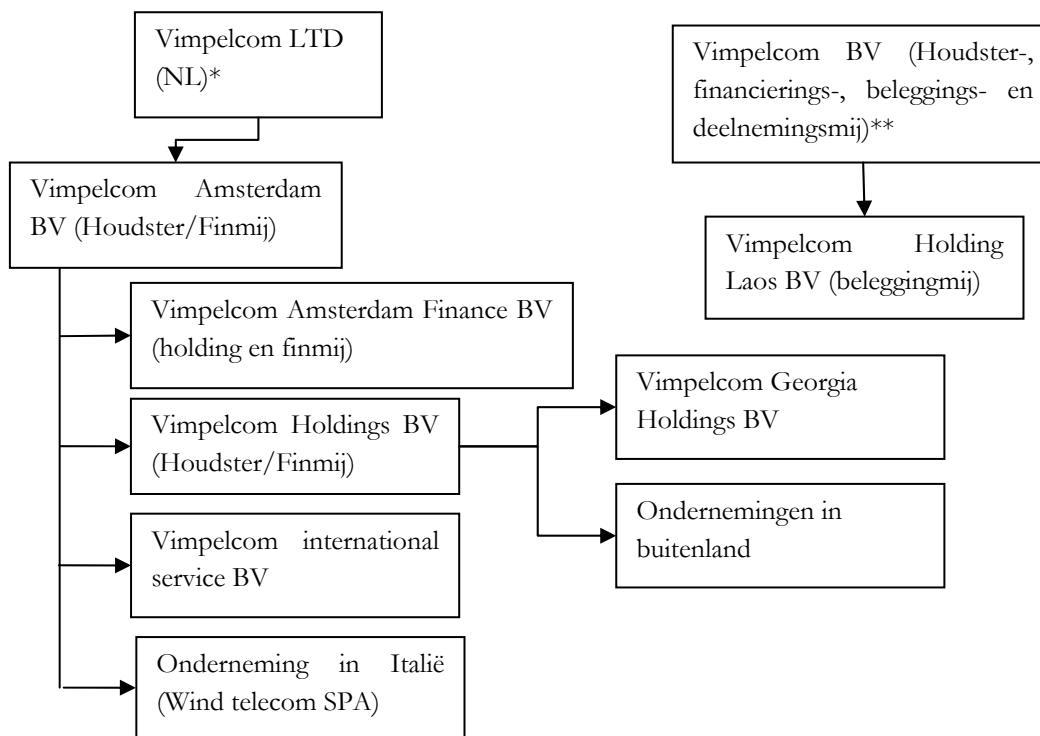 Vimpelcom LTD
(NL)*
Vimpelcom BV (Houdster-,
financierings-, beleggings- en
deelnemingsmij)**
Vimpelcom Amsterdam
BV (Houdster/Finmij)
Vimpelcom Holding
Laos BV (beleggingmij)
Vimpelcom Amsterdam Finance BV
(holding en finmij)
Vimpelcom Holdings BV
(Houdster/Finmij)
Vimpelcom Georgia
Holdings BV
Ondernemingen in
buitenland
Vimpelcom international
service BV
Onderneming in Italië
(Wind telecom SPA)